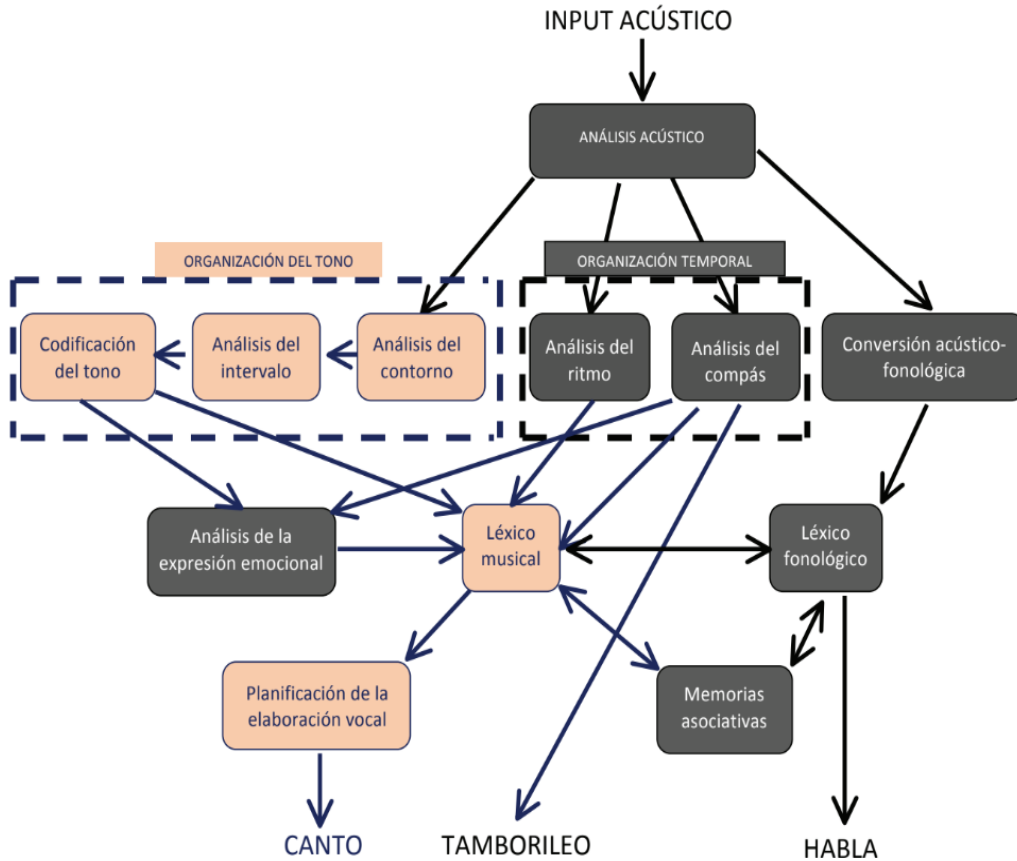 INPUT ACÚSTICO
ANÁLISIS ACÚSTICO
ORGANIZACIÓN DEL TONO
ORGANIZACIÓN TEMPORAL
Codificación
del tono
Análisis del
intervalo
Análisis del
contorno
Análisis del
ritmo
Análisis del
compás
Conversión acústico-
fonológica
Análisis de la
expresión emocional
Léxico
musical
Léxico
fonológico
Planificación de la
elaboración vocal
Memorias
asociativas
CANTO
TAMBORILEO
HABLA